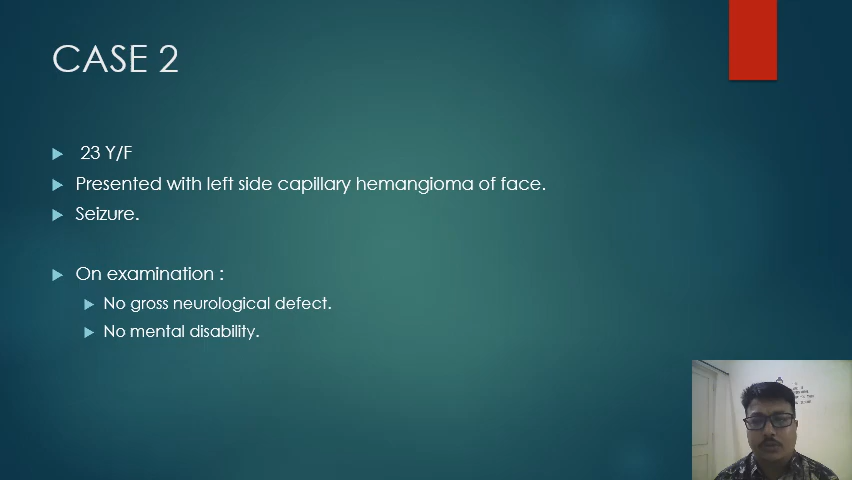 CASE 2
23 Y/F
Presented with left side capillary hemangioma of face.
Seizure.
On examination :
No gross neurological defect.
No mental disability.